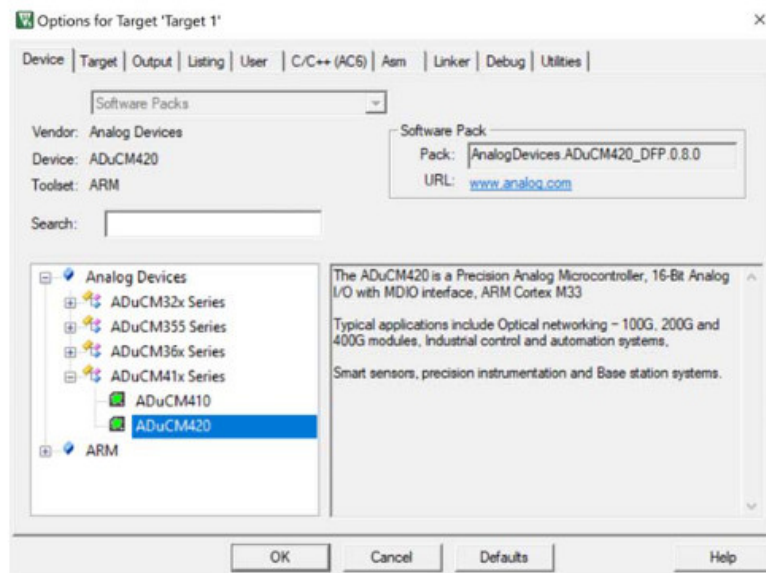 Options for Target 'Target 1'
Device Target Output Listing User C/C++ (AC6) Asm Linker Debug Utilities
Software Packs
Vendor: Analog Devices
Device: ADuCM420
Toolset: ARM
Search:
Software Pack
Pack: AnalogDevices.ADuCM420_DFP.0.8.0
URL: www.analog.com
Analog Devices
ADuCM32x Series
ADuCM355 Series
ADuCM36x Series
ADuCM41x Series
ADuCM410
ADuCM420
ARM
The ADuCM420 is a Precision Analog Microcontroller, 16-Bit Analog
I/O with MDIO interface, ARM Cortex M33
Typical applications include Optical networking - 100G, 200G and
400G modules, Industrial control and automation systems,
Smart sensors, precision instrumentation and Base station systems.
OK Cancel Defaults Help